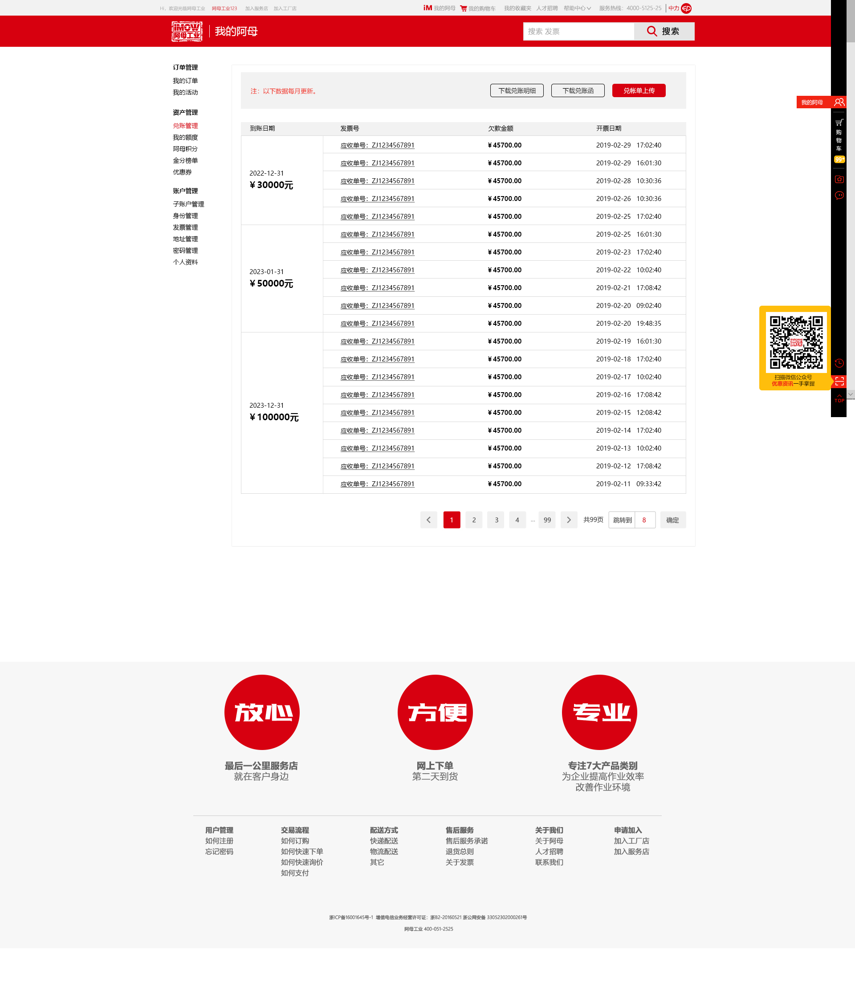 Hi，欢迎光临阿母工业 阿母工业123 加入服务店 加入工厂店 iM 我的阿母 我的购物车 我的收藏夹 人才招聘 帮助中心 服务热线：4000-5125-25 中力 EP
iMOW 阿母工业 我的阿母 搜索 发票 搜索
订单管理
我的订单
我的活动
资产管理
兑账管理
我的额度
阿母积分
金分榜单
优惠券
账户管理
子账户管理
身份管理
发票管理
地址管理
密码管理
个人资料
注：以下数据每月更新。 下载兑账明细 下载兑账函 兑帐单上传
到账日期 发票号 欠款金额 开票日期
2022-12-31
¥ 30000元
应收单号：ZJ1234567891 ¥ 45700.00 2019-02-29 17:02:40
应收单号：ZJ1234567891 ¥ 45700.00 2019-02-29 16:01:30
应收单号：ZJ1234567891 ¥ 45700.00 2019-02-28 10:30:36
应收单号：ZJ1234567891 ¥ 45700.00 2019-02-26 10:30:36
应收单号：ZJ1234567891 ¥ 45700.00 2019-02-25 17:02:40
2023-01-31
¥ 50000元
应收单号：ZJ1234567891 ¥ 45700.00 2019-02-25 16:01:30
应收单号：ZJ1234567891 ¥ 45700.00 2019-02-23 17:02:40
应收单号：ZJ1234567891 ¥ 45700.00 2019-02-22 10:02:40
应收单号：ZJ1234567891 ¥ 45700.00 2019-02-21 17:08:42
应收单号：ZJ1234567891 ¥ 45700.00 2019-02-20 09:02:40
应收单号：ZJ1234567891 ¥ 45700.00 2019-02-20 19:48:35
2023-12-31
¥ 100000元
应收单号：ZJ1234567891 ¥ 45700.00 2019-02-19 16:01:30
应收单号：ZJ1234567891 ¥ 45700.00 2019-02-18 17:02:40
应收单号：ZJ1234567891 ¥ 45700.00 2019-02-17 10:02:40
应收单号：ZJ1234567891 ¥ 45700.00 2019-02-16 17:08:42
应收单号：ZJ1234567891 ¥ 45700.00 2019-02-15 12:08:42
应收单号：ZJ1234567891 ¥ 45700.00 2019-02-14 17:02:40
应收单号：ZJ1234567891 ¥ 45700.00 2019-02-13 10:02:40
应收单号：ZJ1234567891 ¥ 45700.00 2019-02-12 17:08:42
应收单号：ZJ1234567891 ¥ 45700.00 2019-02-11 09:33:42
1 2 3 4 ... 99 共99页 跳转到 8 确定
我的阿母
购
物
车
99+
iMOW
阿母工业
扫描微信公众号
优惠资讯一手掌握
TOP
放心 方便 专业
最后一公里服务店
就在客户身边
网上下单
第二天到货
专注7大产品类别
为企业提高作业效率
改善作业环境
用户管理
如何注册
忘记密码
交易流程
如何订购
如何快速下单
如何快速询价
如何支付
配送方式
快递配送
物流配送
其它
售后服务
售后服务承诺
退货总则
关于发票
关于我们
关于阿母
人才招聘
联系我们
申请加入
加入工厂店
加入服务店
浙ICP备16001645号-1 增值电信业务经营许可证：浙B2-20160521 浙公网安备 33052302000261号
阿母工业 400-051-2525